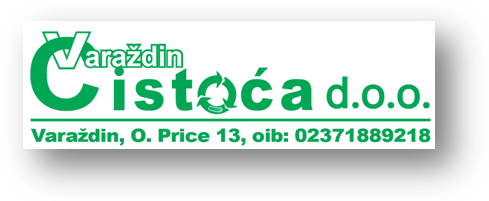 Varaždin
Čistoća d.o.o.
Varaždin, O. Price 13, oib: 02371889218